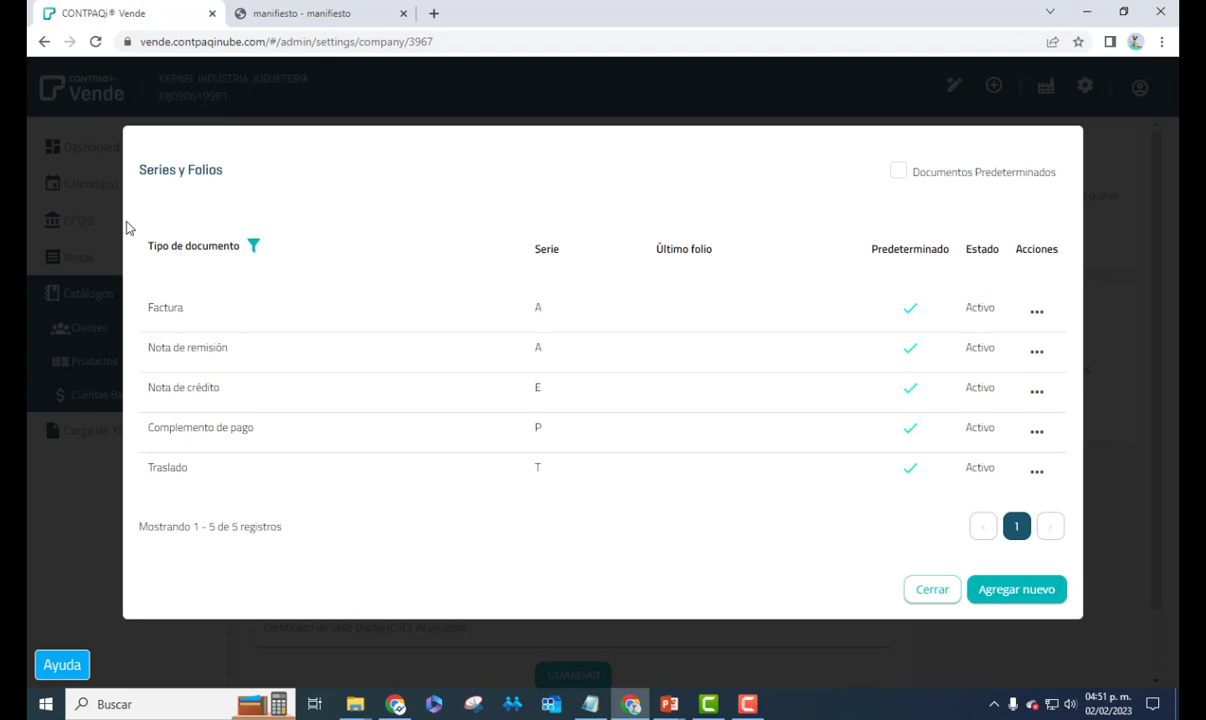 CONTPAQi® Vende
manifiesto - manifiesto
vende.contpaqinube.com/#/admin/settings/company/3967
CONTPAQi
Vende
KERNEL INDUSTRIA JUGUETERIA
KIJ0906199R1
Dashboard
Calendario
CFDIS
Notas
Catálogos
Clientes
Productos
Cuentas Ba
Carga de
Series y Folios
Documentos Predeterminados
Tipo de documento Serie Último folio Predeterminado Estado Acciones
Factura A Activo ...
Nota de remisión A Activo ...
Nota de crédito E Activo ...
Complemento de pago P Activo ...
Traslado T Activo ...
Mostrando 1 - 5 de 5 registros
‹ 1 ›
Cerrar Agregar nuevo
Certificado de Sello Digital (CSD) de pruebas
GUARDAR
Ayuda
Buscar
04:51 p. m.
02/02/2023